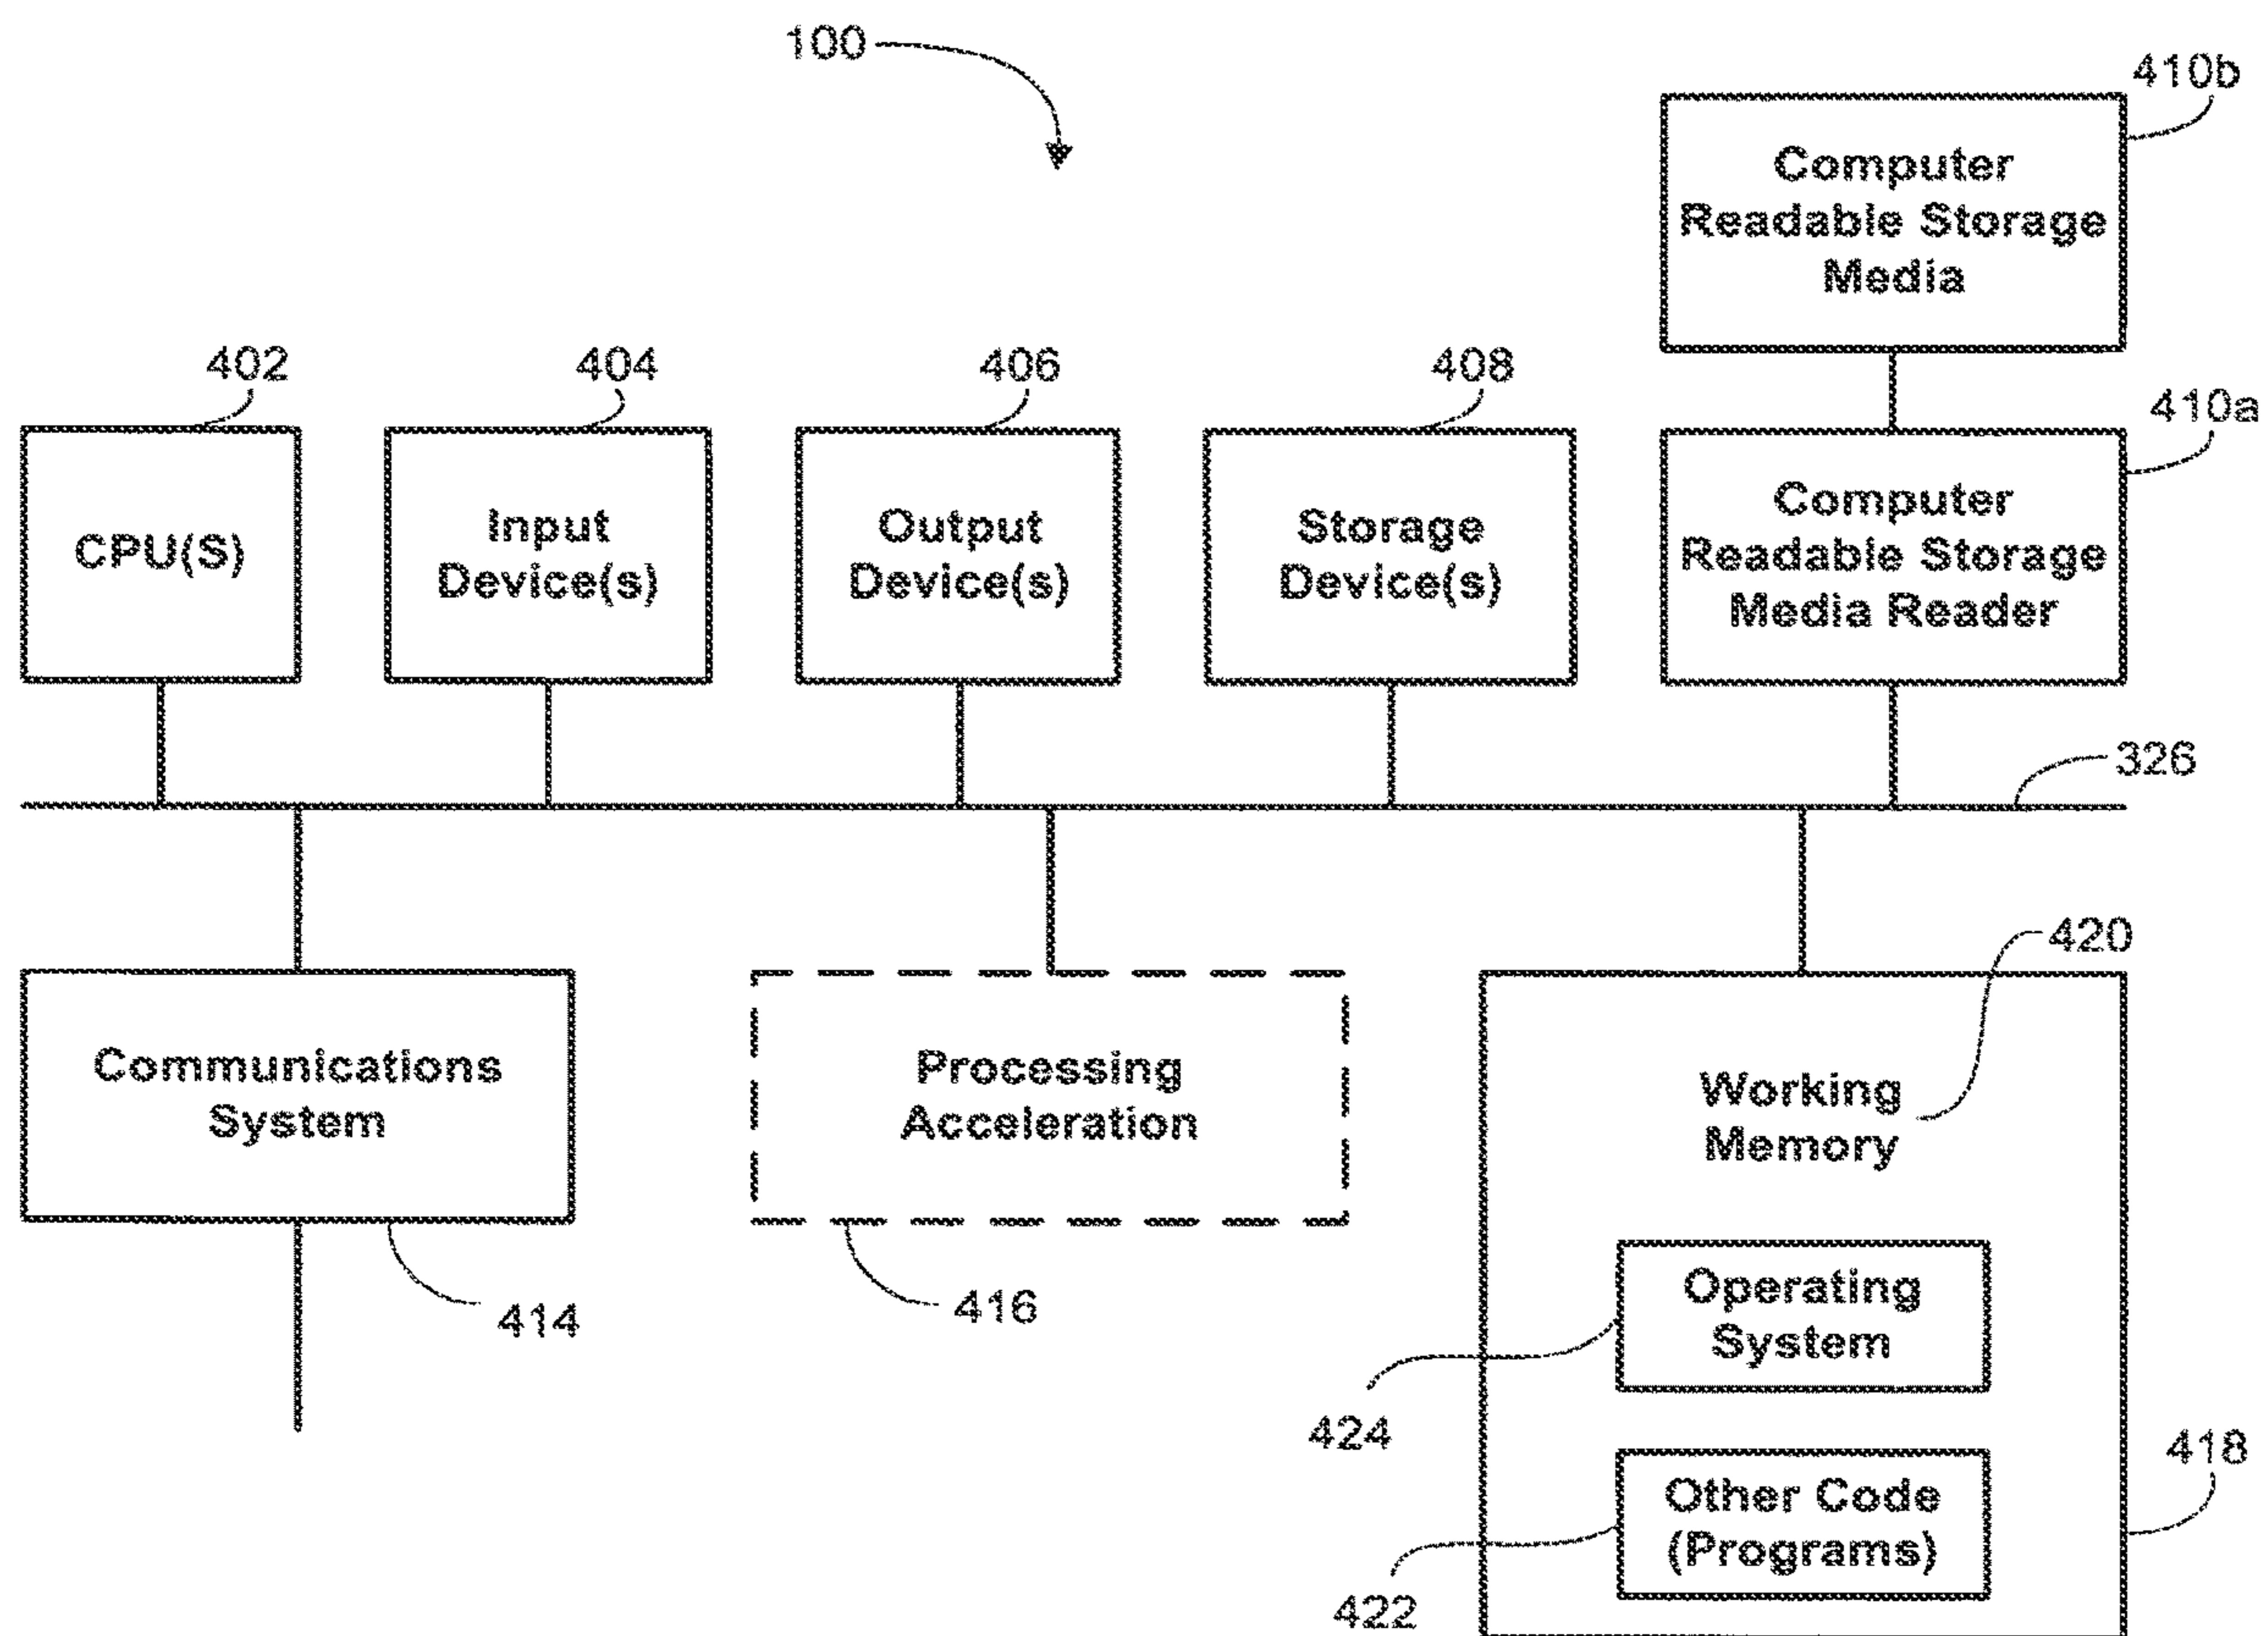 100
410b
Computer
Readable Storage
Media
402
404
406
408
410a
CPU(S)
Input
Device(s)
Output
Device(s)
Storage
Device(s)
Computer
Readable Storage
Media Reader
326
420
Communications
System
Processing
Acceleration
Working
Memory
414
416
Operating
System
424
418
Other Code
(Programs)
422